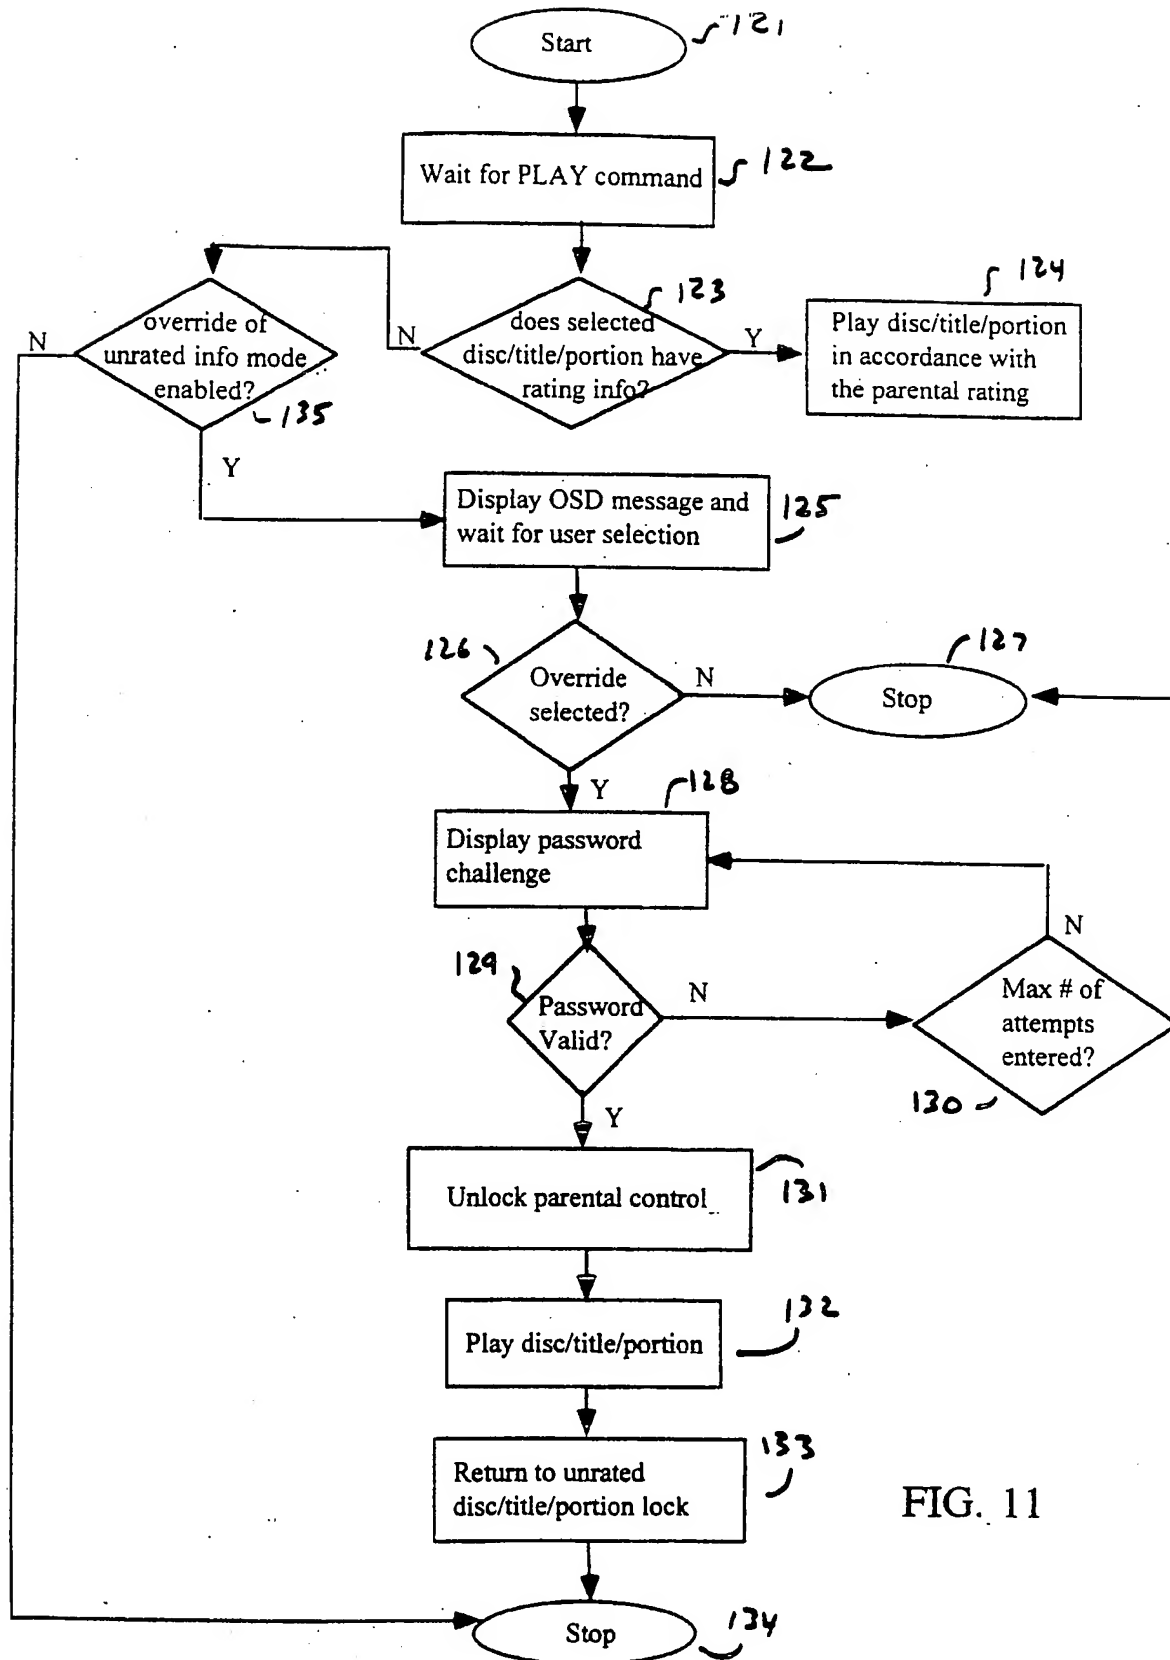 Start
121
Wait for PLAY command
122
override of
unrated info mode
enabled?
N
135
Y
does selected
disc/title/portion have
rating info?
123
N
Y
Play disc/title/portion
in accordance with
the parental rating
124
Display OSD message and
wait for user selection
125
126
Override
selected?
N
Y
Stop
127
Display password
challenge
128
129
Password
Valid?
N
Y
Max # of
attempts
entered?
N
130
Unlock parental control
131
Play disc/title/portion
132
Return to unrated
disc/title/portion lock
133
FIG. 11
Stop
134